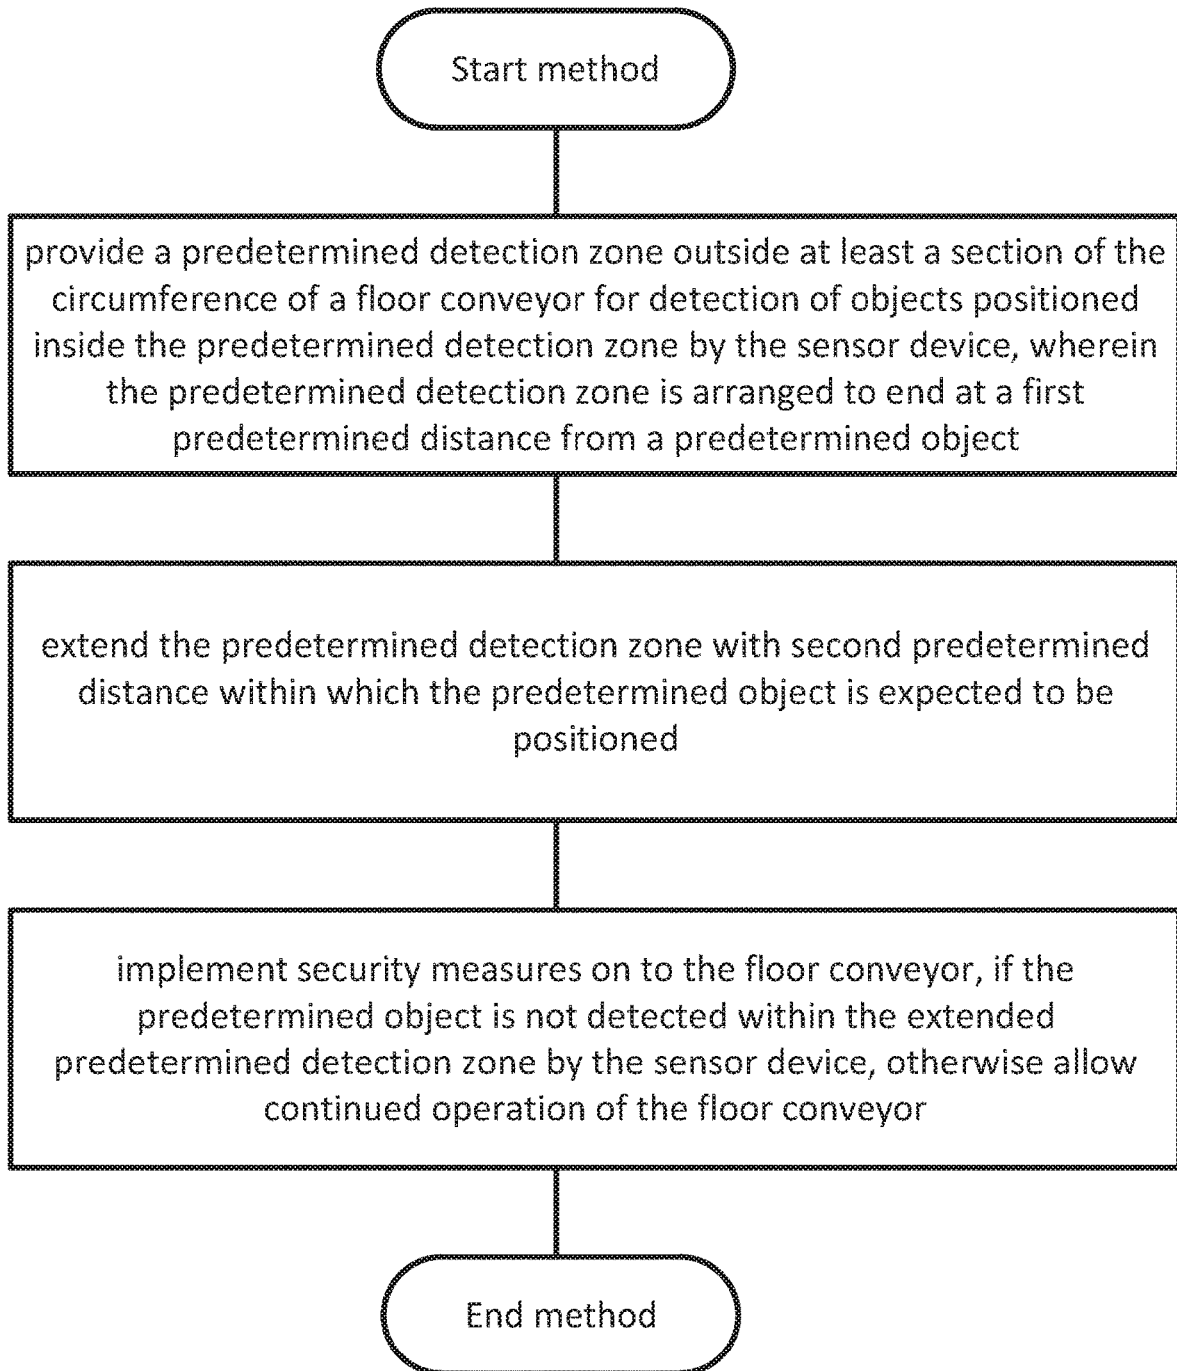 Start method
provide a predetermined detection zone outside at least a section of the
circumference of a floor conveyor for detection of objects positioned
inside the predetermined detection zone by the sensor device, wherein
the predetermined detection zone is arranged to end at a first
predetermined distance from a predetermined object
extend the predetermined detection zone with second predetermined
distance within which the predetermined object is expected to be
positioned
implement security measures on to the floor conveyor, if the
predetermined object is not detected within the extended
predetermined detection zone by the sensor device, otherwise allow
continued operation of the floor conveyor
End method